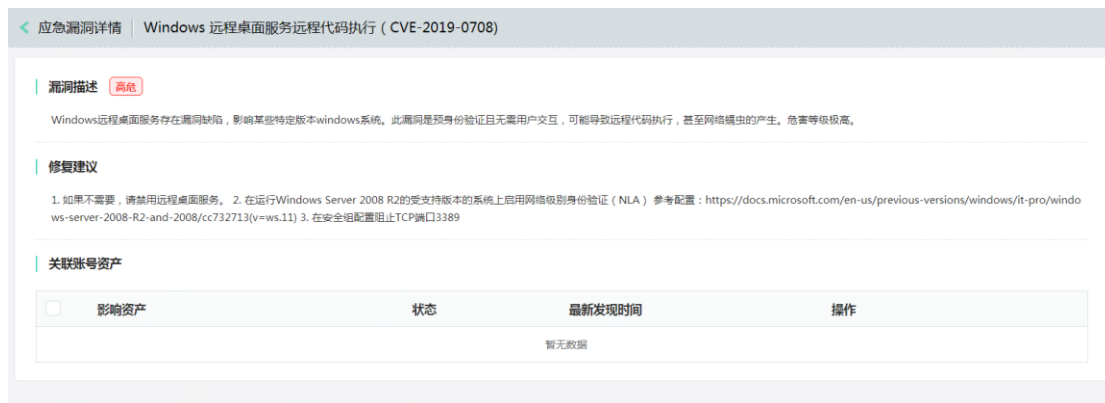 应急漏洞详情 Windows 远程桌面服务远程代码执行 ( CVE-2019-0708)
漏洞描述 高危
Windows远程桌面服务存在漏洞缺陷，影响某些特定版本windows系统。此漏洞是预身份验证且无需用户交互，可能导致远程代码执行，甚至网络蠕虫的产生。危害等级极高。
修复建议
1. 如果不需要，请禁用远程桌面服务。 2. 在运行Windows Server 2008 R2的受支持版本的系统上启用网络级别身份验证（NLA） 参考配置：https://docs.microsoft.com/en-us/previous-versions/windows/it-pro/windo
ws-server-2008-R2-and-2008/cc732713(v=ws.11) 3. 在安全组配置阻止TCP端口3389
关联账号资产
影响资产 状态 最新发现时间 操作
暂无数据